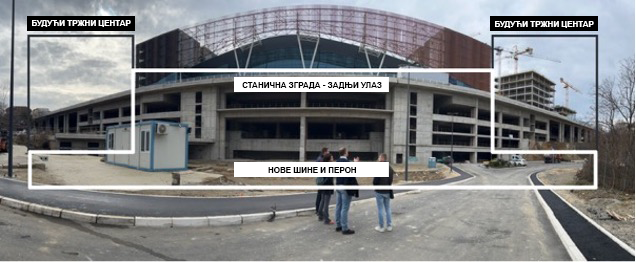 БУДУЋИ ТРЖНИ ЦЕНТАР
БУДУЋИ ТРЖНИ ЦЕНТАР
СТАНИЧНА ЗГРАДА - ЗАДЊИ УЛАЗ
НОВЕ ШИНЕ И ПЕРОН